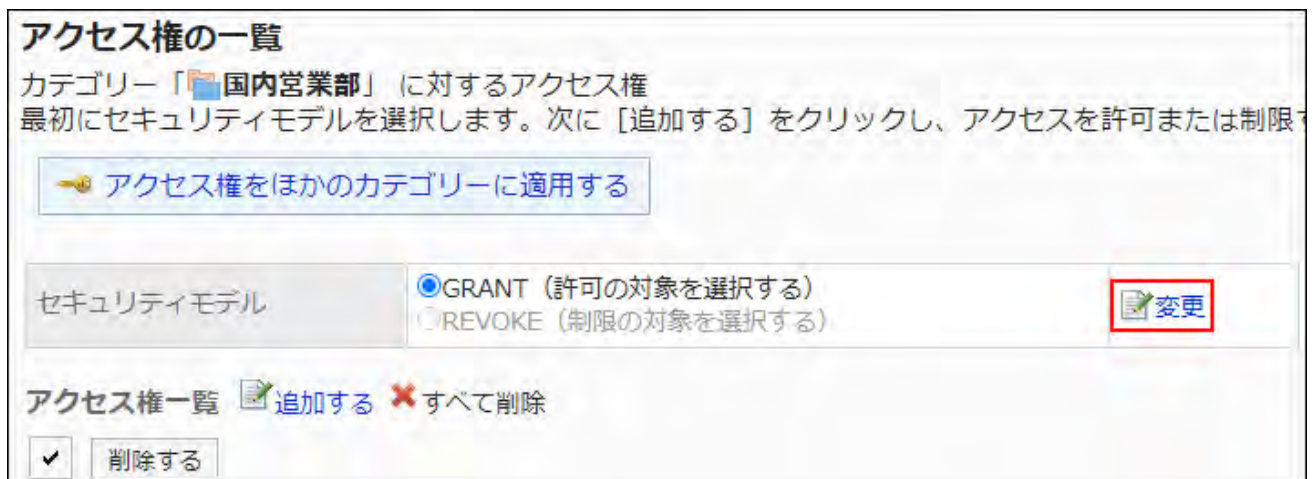 アクセス権の一覧
カテゴリー「国内営業部」 に対するアクセス権
最初にセキュリティモデルを選択します。次に［追加する］をクリックし、アクセスを許可または制限
アクセス権をほかのカテゴリーに適用する
セキュリティモデル
GRANT（許可の対象を選択する）
REVOKE（制限の対象を選択する）
変更
アクセス権一覧 追加する すべて削除
削除する